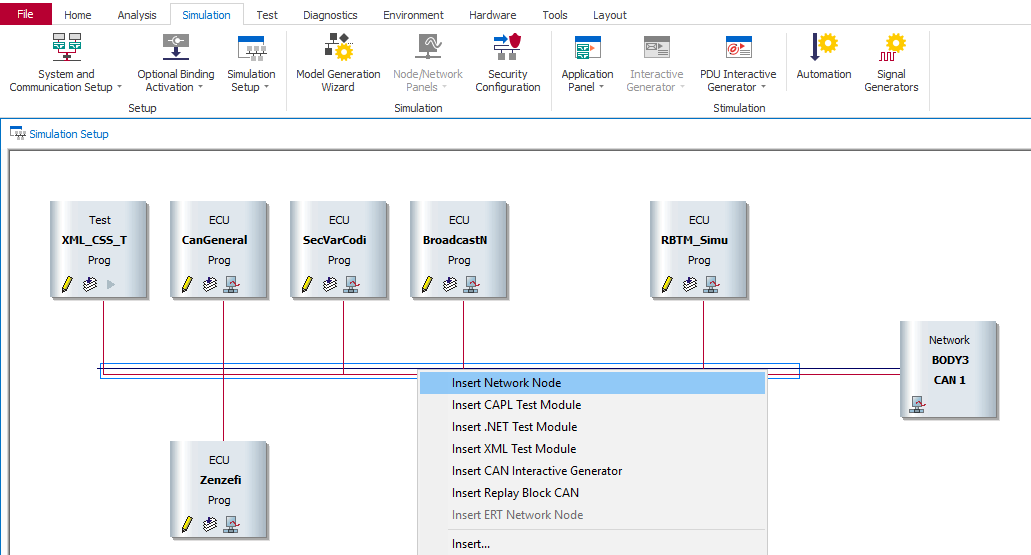 File Home Analysis Simulation Test Diagnostics Environment Hardware Tools Layout
System and Communication Setup
Optional Binding Activation
Simulation Setup
Model Generation Wizard
Node/Network Panels
Security Configuration
Application Panel
Interactive Generator
PDU Interactive Generator
Automation
Signal Generators
Setup Simulation Stimulation
Simulation Setup
Test
XML_CSS_T
Prog
ECU
CanGeneral
Prog
ECU
SecVarCodi
Prog
ECU
BroadcastN
Prog
ECU
RBTM_Simu
Prog
Network
BODY3
CAN 1
ECU
Zenzefi
Prog
Insert Network Node
Insert CAPL Test Module
Insert .NET Test Module
Insert XML Test Module
Insert CAN Interactive Generator
Insert Replay Block CAN
Insert ERT Network Node
Insert...